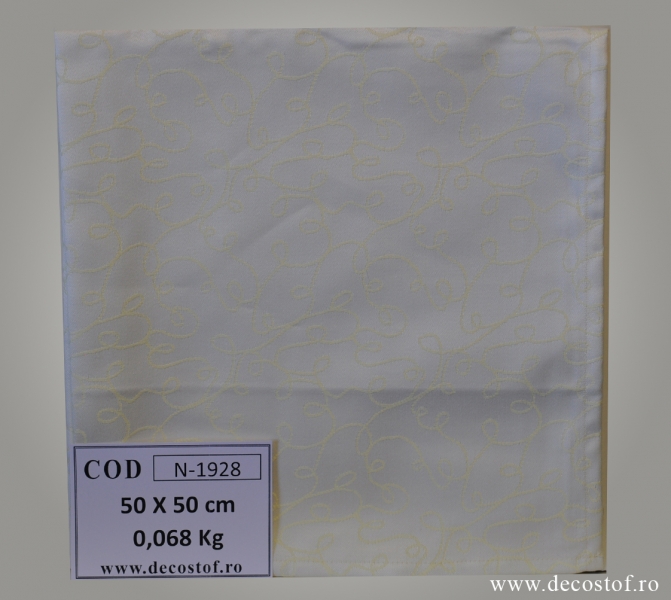 COD N-1928
50 X 50 cm
0,068 Kg
www.decostof.ro
www.decostof.ro